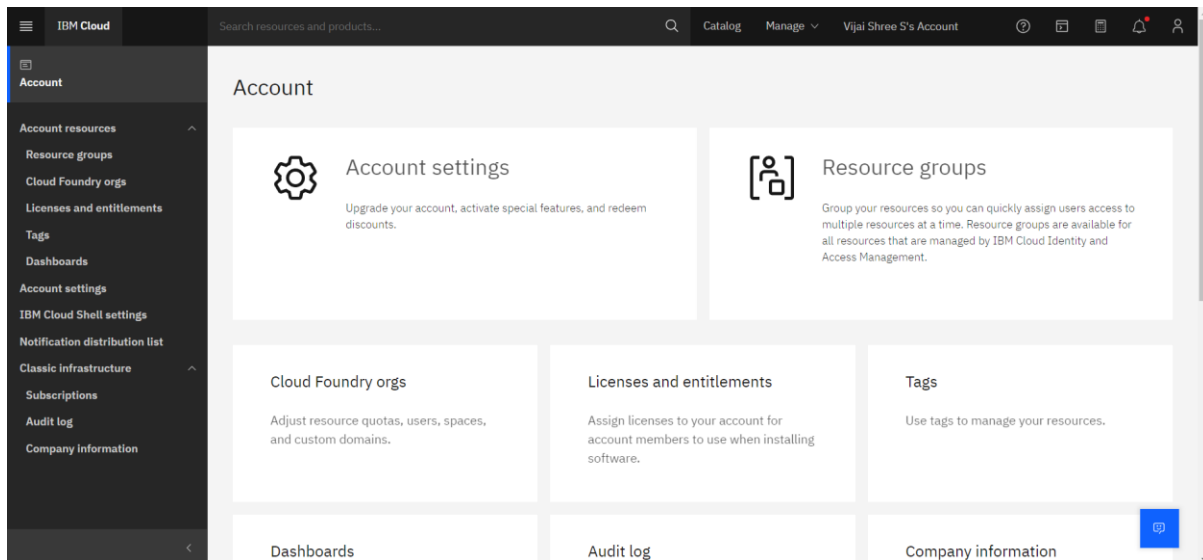 IBM Cloud
Search resources and products...
Catalog
Manage
Vijai Shree S's Account
Account
Account resources
Resource groups
Cloud Foundry orgs
Licenses and entitlements
Tags
Dashboards
Account settings
IBM Cloud Shell settings
Notification distribution list
Classic infrastructure
Subscriptions
Audit log
Company information
Account
Account settings
Upgrade your account, activate special features, and redeem
discounts.
Resource groups
Group your resources so you can quickly assign users access to
multiple resources at a time. Resource groups are available for
all resources that are managed by IBM Cloud Identity and
Access Management.
Cloud Foundry orgs
Adjust resource quotas, users, spaces,
and custom domains.
Licenses and entitlements
Assign licenses to your account for
account members to use when installing
software.
Tags
Use tags to manage your resources.
Dashboards
Audit log
Company information